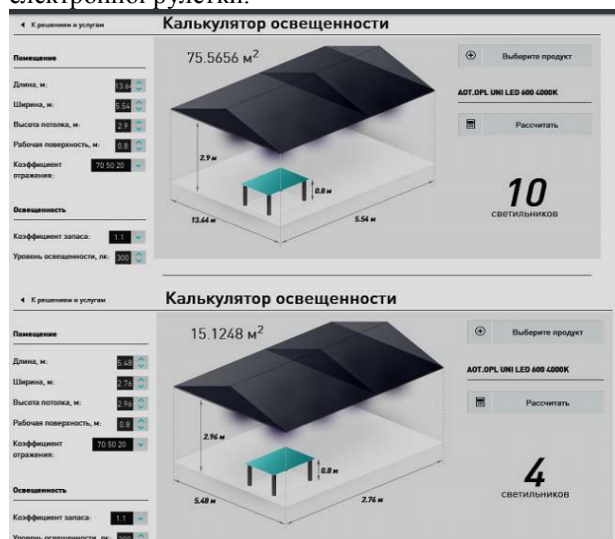 електронної рулетки.
К решениям и услугам
Калькулятор освещенности
Помещение
75.5656 м2
Выберите продукт
Длина, м: 13.64
AOT.OPL UNI LED 600 4000K
Ширина, м: 5.54
Высота потолка, м: 2.9
Рассчитать
Рабочая поверхность, м: 0.8
Коэффициент отражения: 70 50 20
2.9 м
0.8 м
13.64 м
5.54 м
10
светильников
Освещенность
Коэффициент запаса: 1.1
Уровень освещенности, лк: 300
К решениям и услугам
Калькулятор освещенности
Помещение
15.1248 м2
Выберите продукт
Длина, м: 5.48
AOT.OPL UNI LED 600 4000K
Ширина, м: 2.76
Высота потолка, м: 2.96
Рассчитать
Рабочая поверхность, м: 0.8
Коэффициент отражения: 70 50 20
2.96 м
0.8 м
5.48 м
2.76 м
4
светильников
Освещенность
Коэффициент запаса: 1.1
Уровень освещенности, лк: